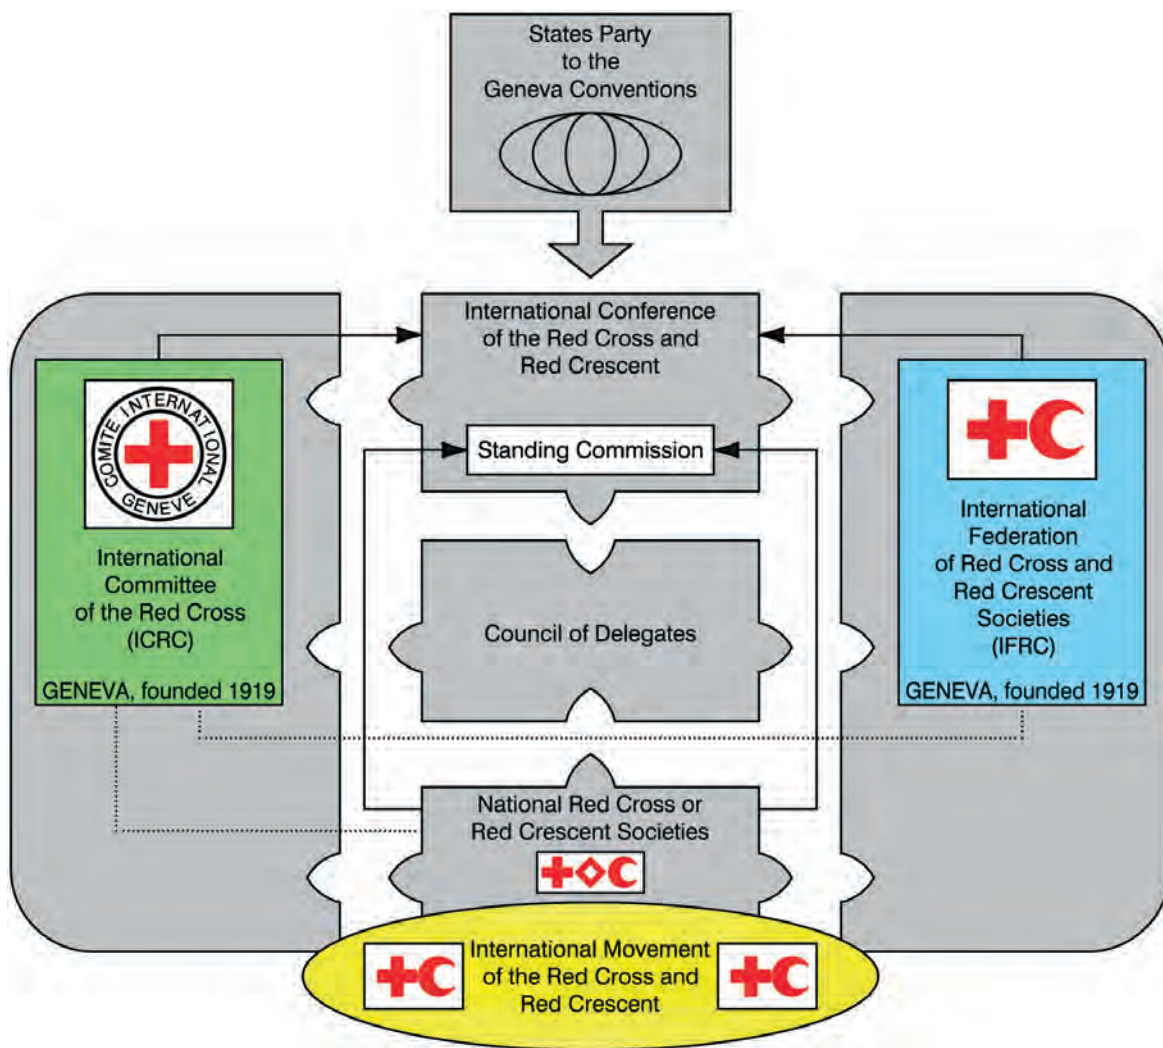 States Party
to the
Geneva Conventions
International Conference
of the Red Cross and
Red Crescent
Standing Commission
COMITE INTERNATIONAL
GENEVE
International
Committee
of the Red Cross
(ICRC)
GENEVA, founded 1919
International
Federation
of Red Cross and
Red Crescent
Societies
(IFRC)
GENEVA, founded 1919
Council of Delegates
National Red Cross or
Red Crescent Societies
International Movement
of the Red Cross and
Red Crescent